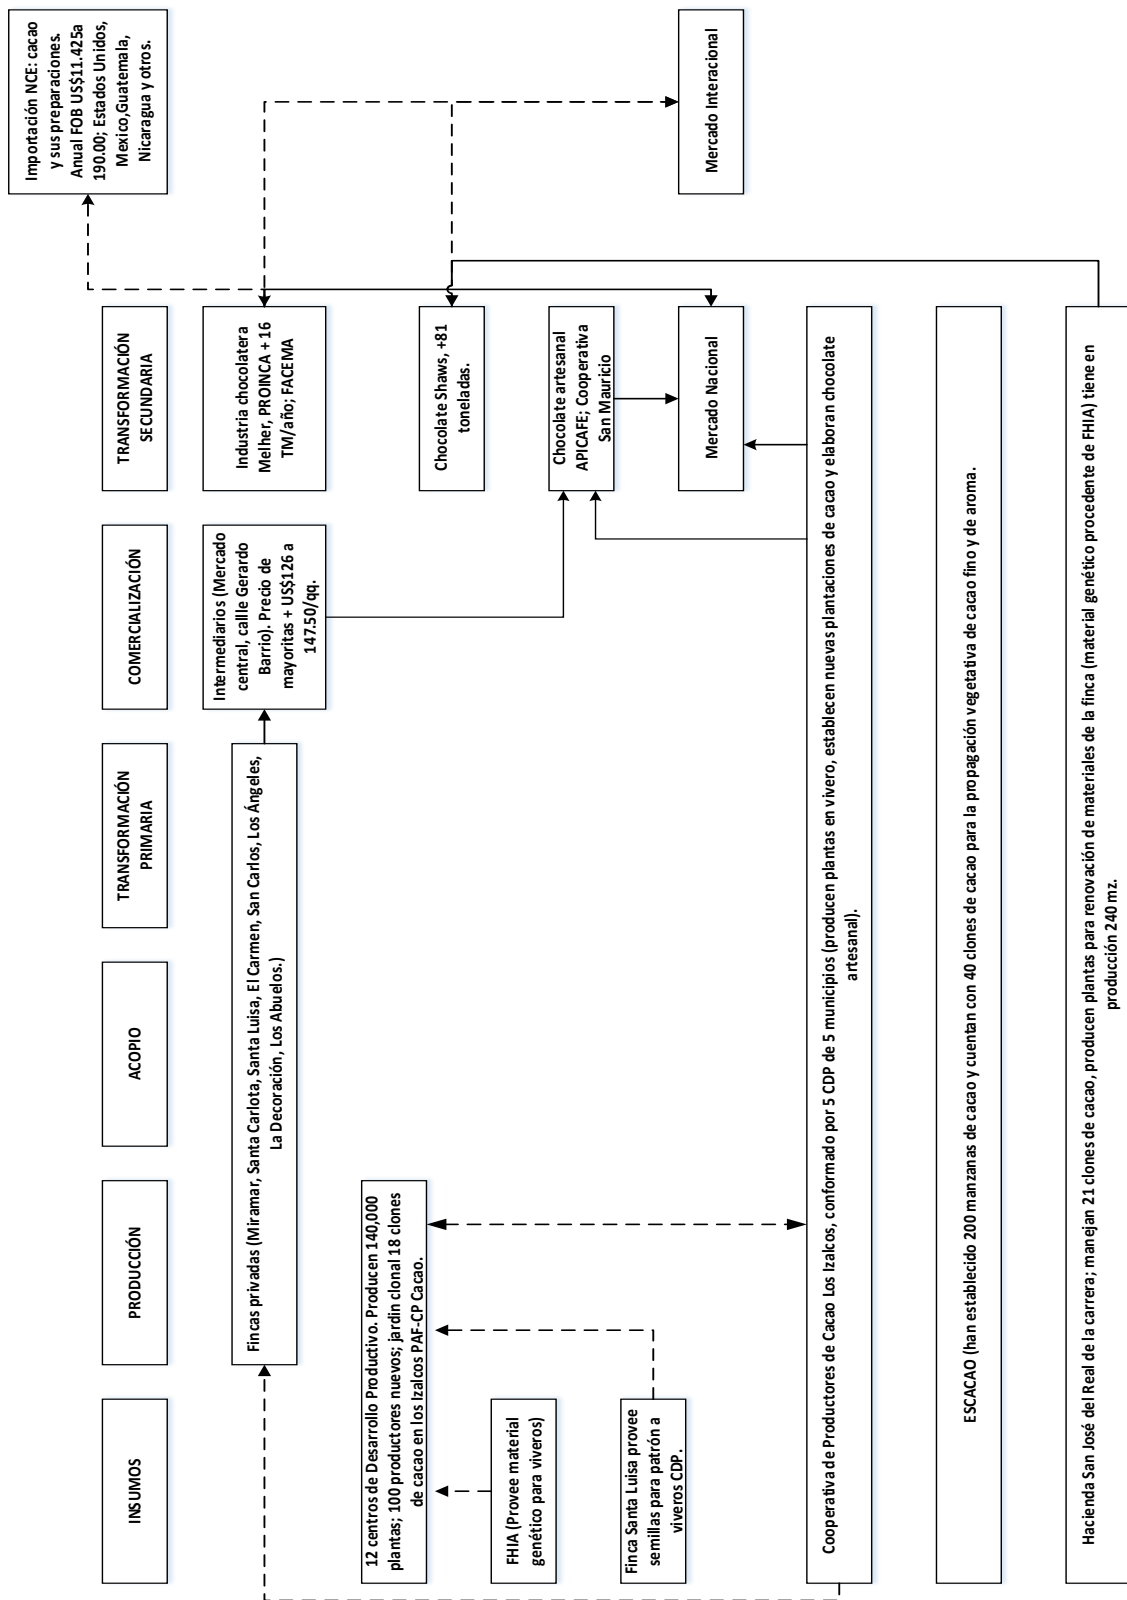 INSUMOS
PRODUCCIÓN
ACOPIO
TRANSFORMACIÓN
PRIMARIA
COMERCIALIZACIÓN
TRANSFORMACIÓN
SECUNDARIA
Importación NCE: cacao
y sus preparaciones.
Anual FOB US$11.425a
190.00; Estados Unidos,
Mexico,Guatemala,
Nicaragua y otros.
Fincas privadas (Miramar, Santa Carlota, Santa Luisa, El Carmen, San Carlos, Los Ángeles,
La Decoración, Los Abuelos.)
Intermediarios (Mercado
central, callle Gerardo
Barrio). Precio de
mayoritas + US$126 a
147.50/qq.
Industria chocolatera
Melher, PROINCA + 16
TM/año; FACEMA
12 centros de Desarrollo Productivo. Producen 140,000
plantas; 100 productores nuevos; jardin clonal 18 clones
de cacao en los Izalcos PAF-CP Cacao.
Chocolate Shaws, +81
toneladas.
FHIA (Provee material
genético para viveros)
Chocolate artesanal
APICAFE; Cooperativa
San Mauricio
Finca Santa Luisa provee
semillas para patrón a
viveros CDP.
Mercado Nacional
Mercado Interacional
Cooperativa de Productores de Cacao Los Izalcos, conformado por 5 CDP de 5 municipios (producen plantas en vivero, establecen nuevas plantaciones de cacao y elaboran chocolate
artesanal).
ESCACAO (han establecido 200 manzanas de cacao y cuentan con 40 clones de cacao para la propagación vegetativa de cacao fino y de aroma.
Hacienda San José del Real de la carrera; manejan 21 clones de cacao, producen plantas para renovación de materiales de la finca (material genético procedente de FHIA) tiene en
producción 240 mz.